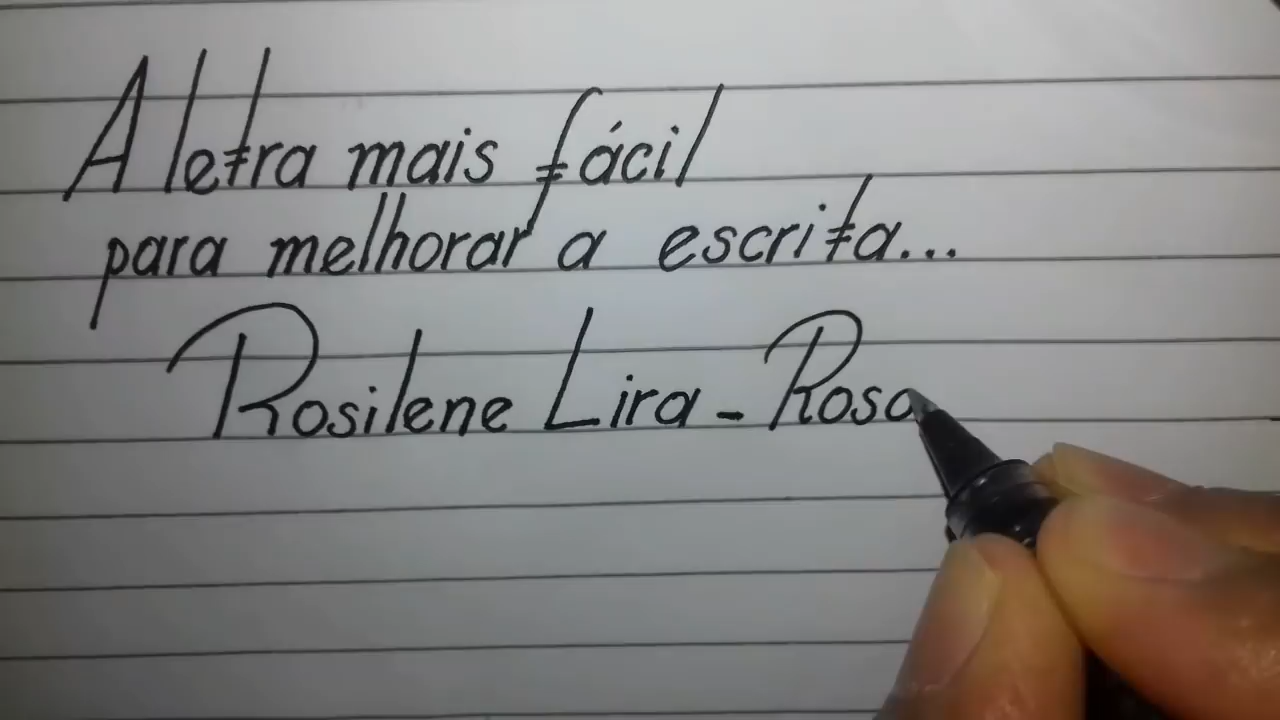 A letra mais fácil
para melhorar a escrita...
Rosilene Lira - Rosa